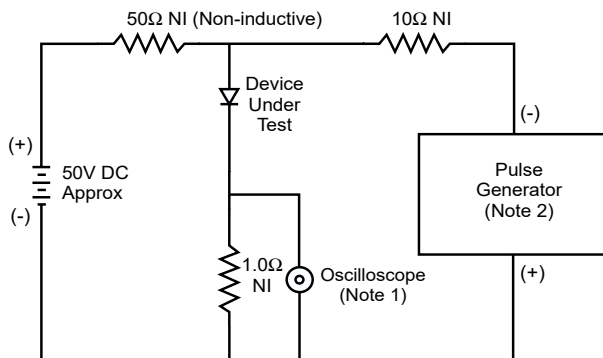 50Ω NI (Non-inductive)
10Ω NI
Device
Under
Test
(-)
(+)
50V DC
Approx
(-)
Pulse
Generator
(Note 2)
1.0Ω
NI
Oscilloscope
(Note 1)
(+)